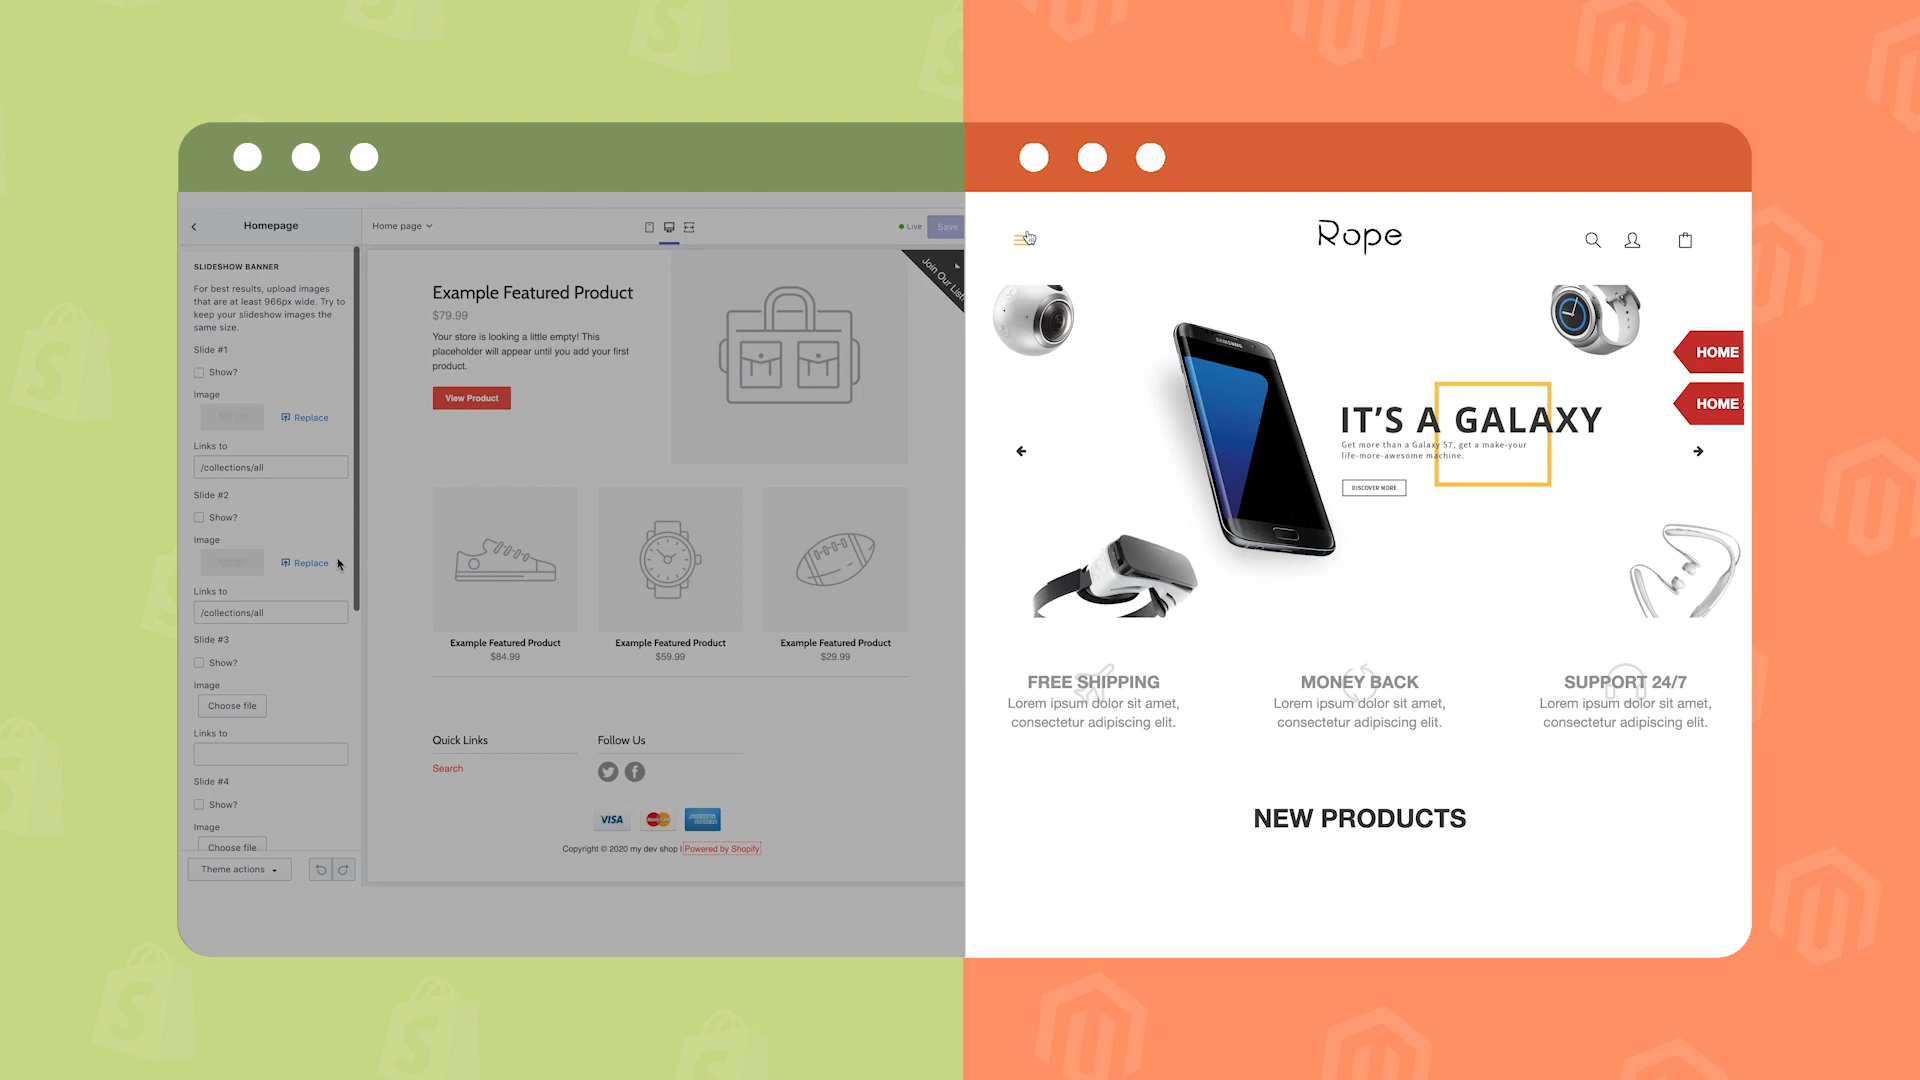 Homepage
Home page
Live
Save
SLIDESHOW BANNER
For best results, upload images
that are at least 966px wide. Try to
keep your slideshow images the
same size.
Slide #1
Show?
Image
Replace
Links to
/collections/all
Slide #2
Show?
Image
Replace
Links to
/collections/all
Slide #3
Show?
Image
Choose file
Links to
Slide #4
Show?
Image
Choose file
Theme actions
Join Our List
Example Featured Product
$79.99
Your store is looking a little empty! This
placeholder will appear until you add your first
product.
View Product
Example Featured Product
$84.99
Example Featured Product
$59.99
Example Featured Product
$29.99
Quick Links
Search
Follow Us
VISA
MasterCard
Copyright © 2020 my dev shop | Powered by Shopify
Rope
HOME
HOME
SAMSUNG
IT'S A GALAXY
Get more than a Galaxy S7, get a make-your
life-more-awesome machine.
DISCOVER MORE
FREE SHIPPING
Lorem ipsum dolor sit amet,
consectetur adipiscing elit.
MONEY BACK
Lorem ipsum dolor sit amet,
consectetur adipiscing elit.
SUPPORT 24/7
Lorem ipsum dolor sit amet,
consectetur adipiscing elit.
NEW PRODUCTS